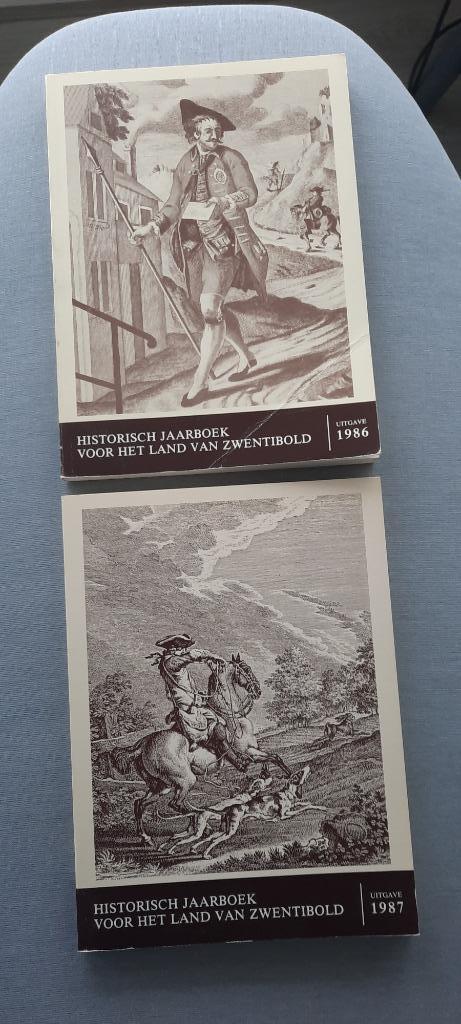 HISTORISCH JAARBOEK
VOOR HET LAND VAN ZWENTIBOLD
UITGAVE
1986
HISTORISCH JAARBOEK
VOOR HET LAND VAN ZWENTIBOLD
UITGAVE
1987